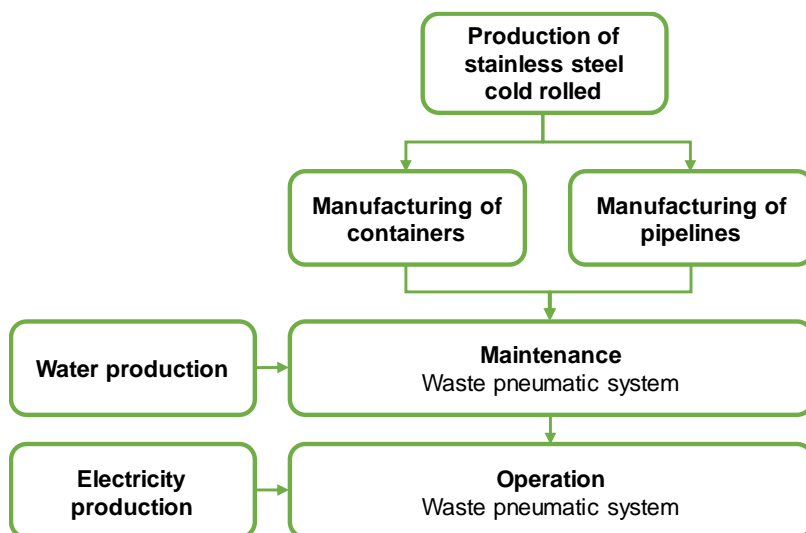 Production of
stainless steel
cold rolled
Manufacturing of
containers
Manufacturing of
pipelines
Water production
Maintenance
Waste pneumatic system
Electricity
production
Operation
Waste pneumatic system